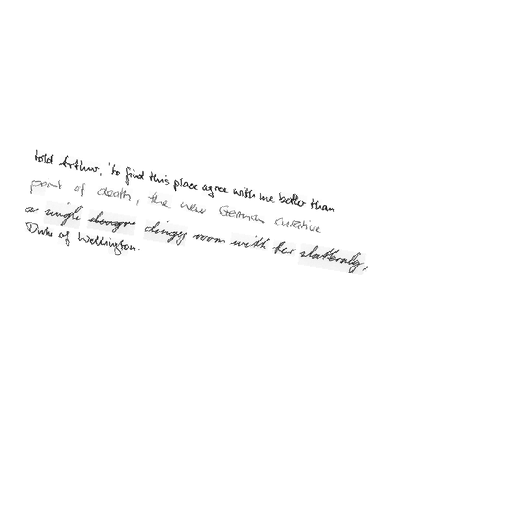 told Arthur, 'to find this place agree with me better than
point of death, the new German curative
a single dingy room with her slatternly,
Duke of Wellington.